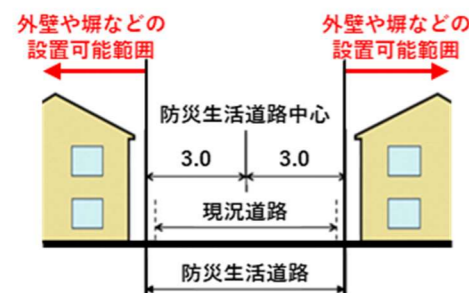 外壁や塀などの
設置可能範囲
外壁や塀などの
設置可能範囲
防災生活道路中心
3.0
3.0
現況道路
防災生活道路